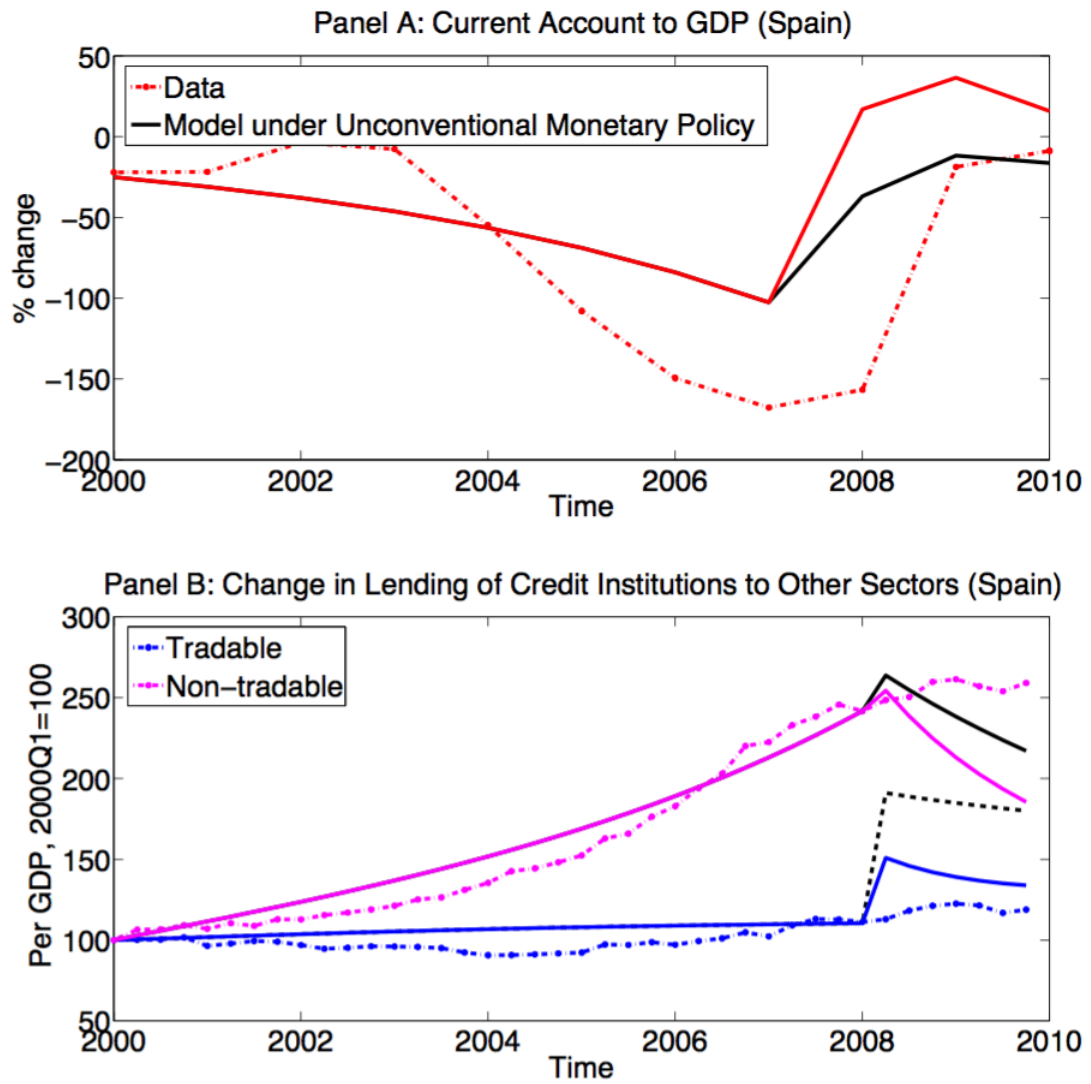 Panel A: Current Account to GDP (Spain)
50
Data
Model under Unconventional Monetary Policy
0
−50
−100
−150
−200
% change
2000 2002 2004 2006 2008 2010
Time
Panel B: Change in Lending of Credit Institutions to Other Sectors (Spain)
300
Tradable
Non−tradable
250
200
150
100
50
Per GDP, 2000Q1=100
2000 2002 2004 2006 2008 2010
Time